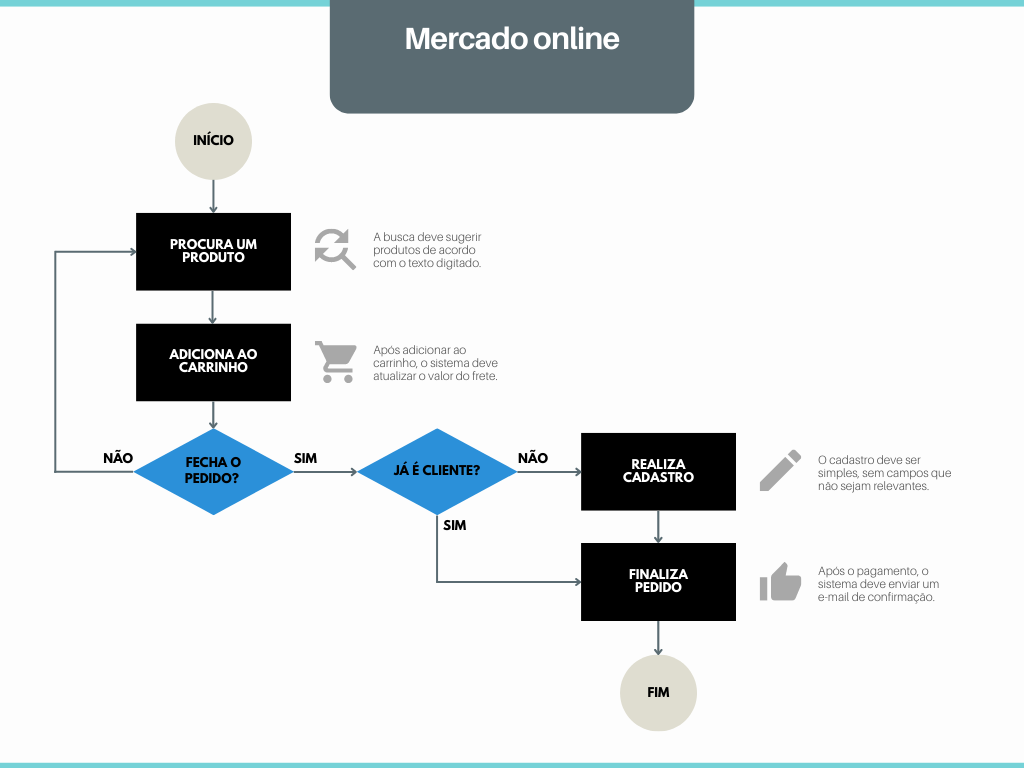 Mercado online
INÍCIO
PROCURA UM
PRODUTO
A busca deve sugerir
produtos de acordo
com o texto digitado.
ADICIONA AO
CARRINHO
Após adicionar ao
carrinho, o sistema deve
atualizar o valor do frete.
NÃO
FECHA O
PEDIDO?
SIM
JÁ É CLIENTE?
NÃO
SIM
REALIZA
CADASTRO
O cadastro deve ser
simples, sem campos que
não sejam relevantes.
FINALIZA
PEDIDO
Após o pagamento, o
sistema deve enviar um
e-mail de confirmação.
FIM